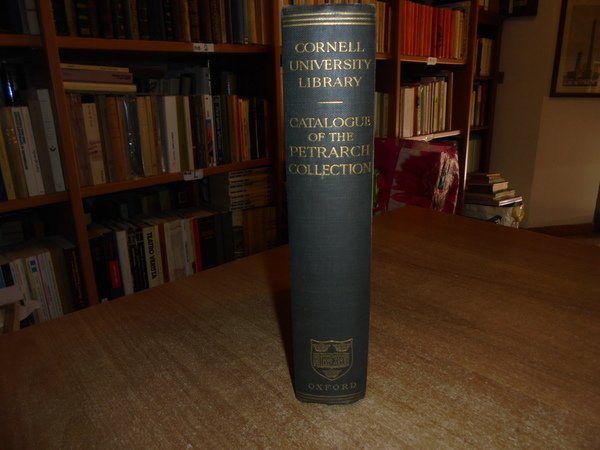 CORNELL
UNIVERSITY
LIBRARY
CATALOGUE
OF THE
PETRARCH
COLLECTION
OXFORD